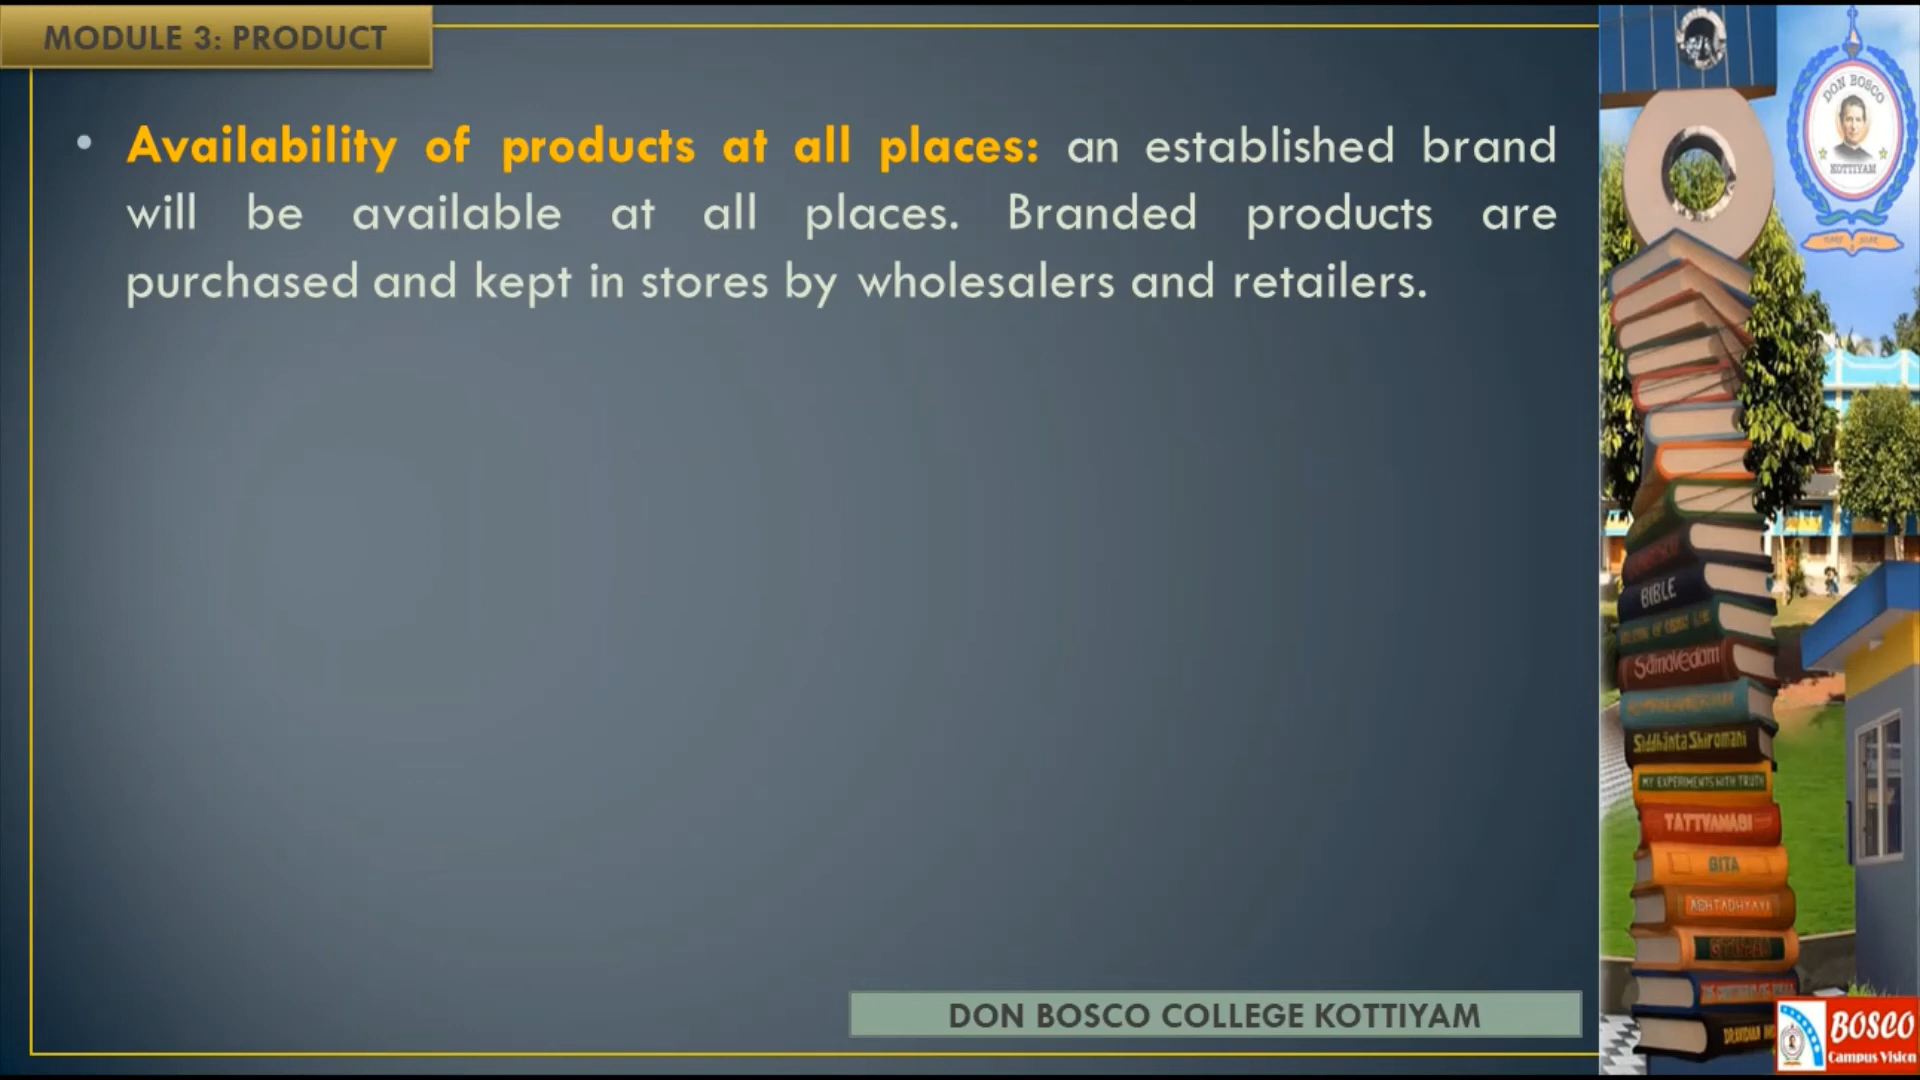 MODULE 3: PRODUCT
• Availability of products at all places: an established brand
will be available at all places. Branded products are
purchased and kept in stores by wholesalers and retailers.
DON BOSCO
KOTTIYAM
BIBLE
Samavedam
Siddhanta Shiromani
MY EXPERIMENTS WITH TRUTH
GITA
ASHTADHYAYI
DON BOSCO COLLEGE KOTTIYAM
BOSCO
Campus Vision